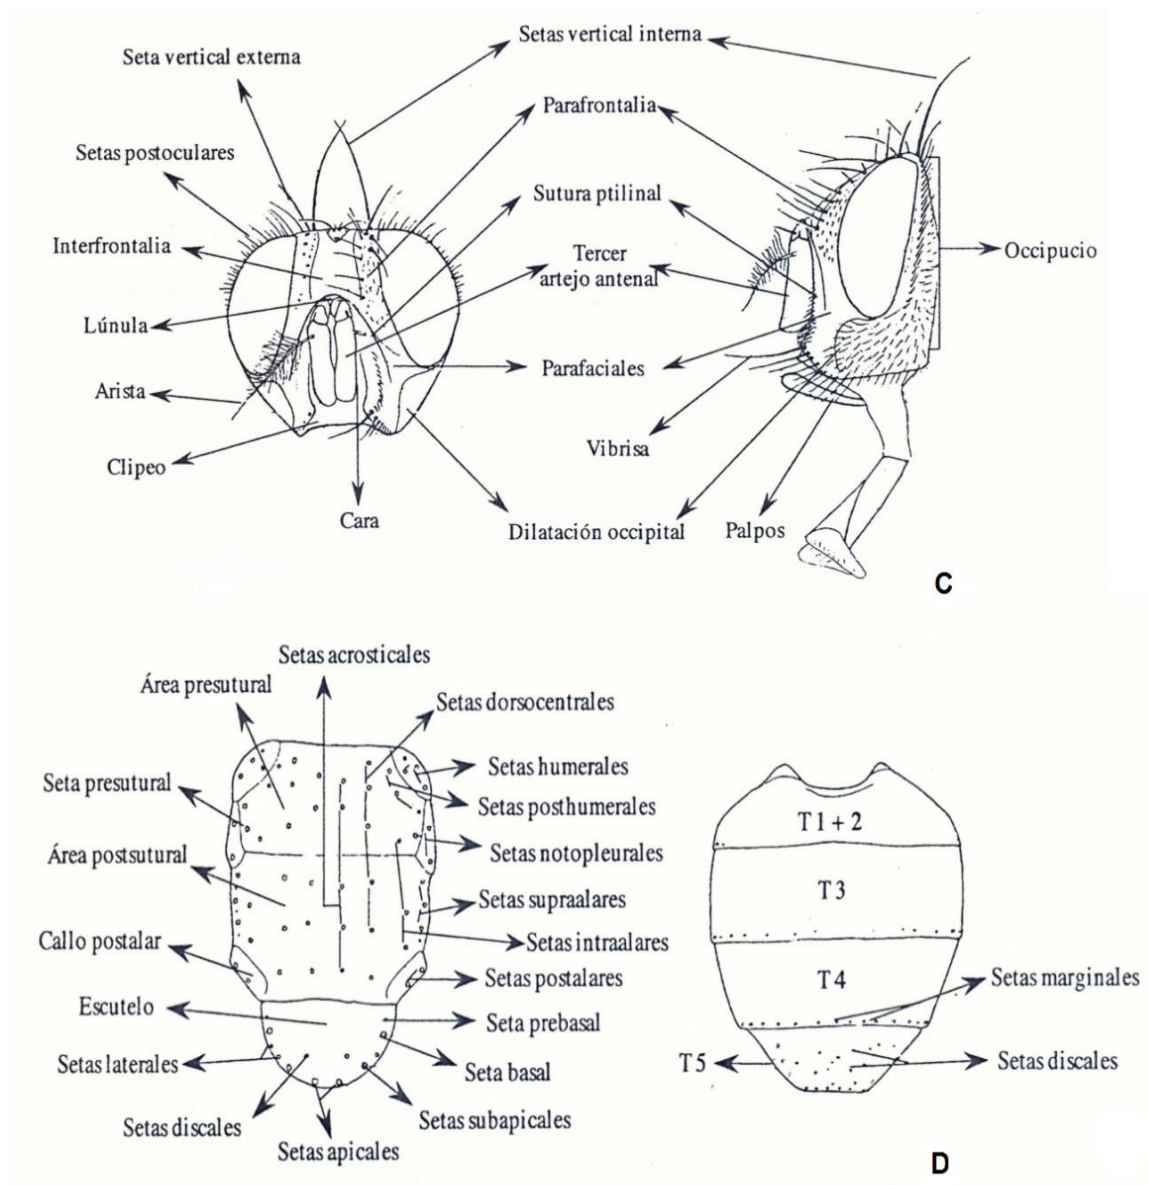 Setas vertical interna
Seta vertical externa
Parafrontalia
Setas postoculares
Sutura ptilinal
Interfrontalia
Tercer
artejo antenal
Occipucio
Lúnula
Parafaciales
Arista
Vibrisa
Clipeo
Cara
Dilatación occipital
Palpos
C
Setas acrosticales
Área presutural
Setas dorsocentrales
Setas humerales
Seta presutural
Setas posthumerales
Área postsutural
Setas notopleurales
Setas supraalares
Callo postalar
Setas intraalares
Setas postalares
Escutelo
Seta prebasal
Setas laterales
Seta basal
Setas discales
Setas subapicales
Setas apicales
T1+2
T3
T4
Setas marginales
T5
Setas discales
D